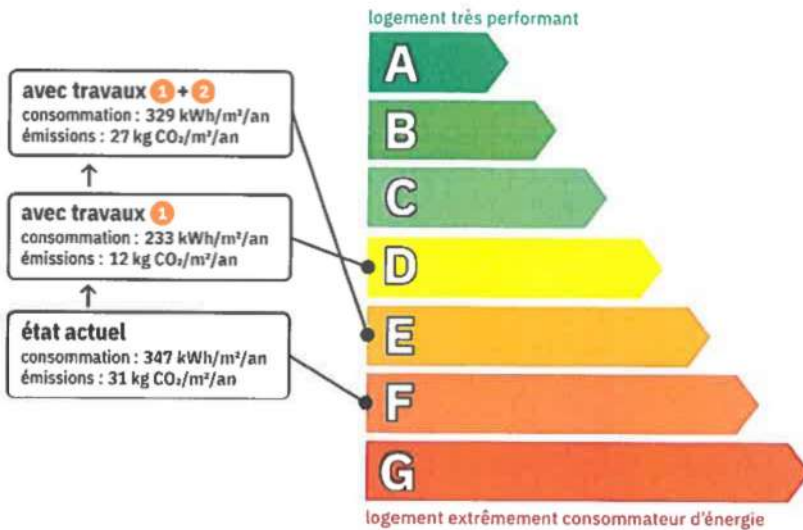 logement très performant
A
B
C
D
E
F
G
logement extrêmement consommateur d'énergie
avec travaux 1 + 2
consommation : 329 kWh/m²/an
émissions : 27 kg CO₂/m²/an
avec travaux 1
consommation : 233 kWh/m²/an
émissions : 12 kg CO₂/m²/an
état actuel
consommation : 347 kWh/m²/an
émissions : 31 kg CO₂/m²/an